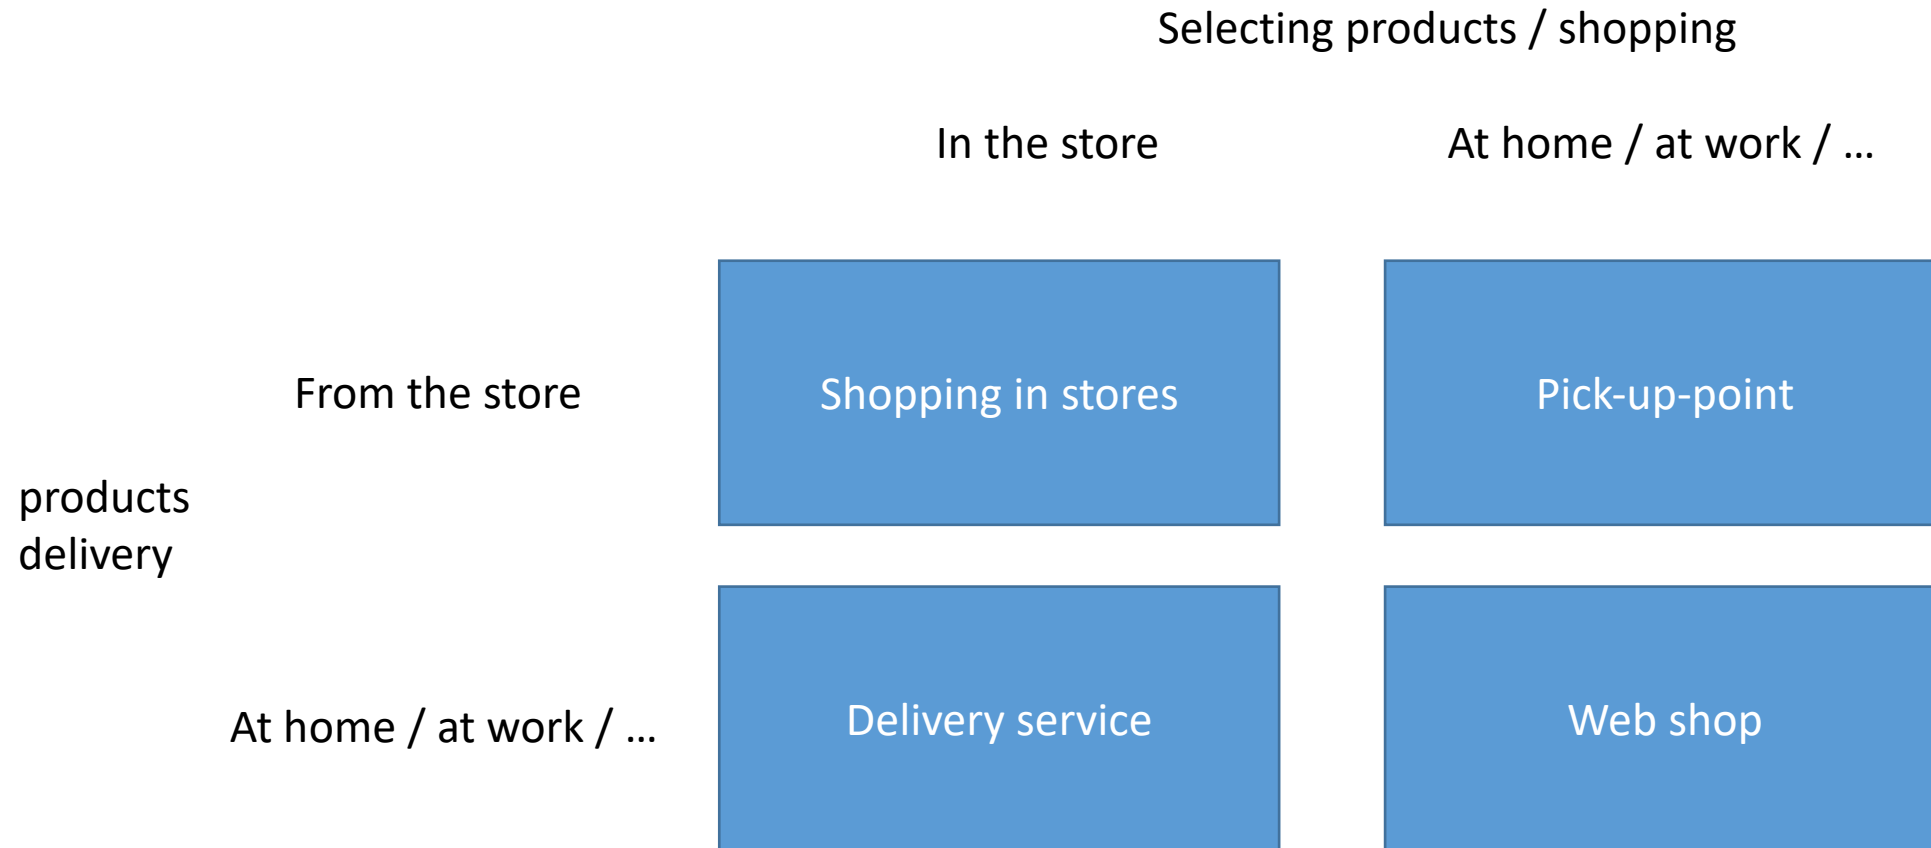 Selecting products / shopping
In the store
At home / at work / ...
From the store
Shopping in stores
Pick-up-point
products
delivery
At home / at work / ...
Delivery service
Web shop